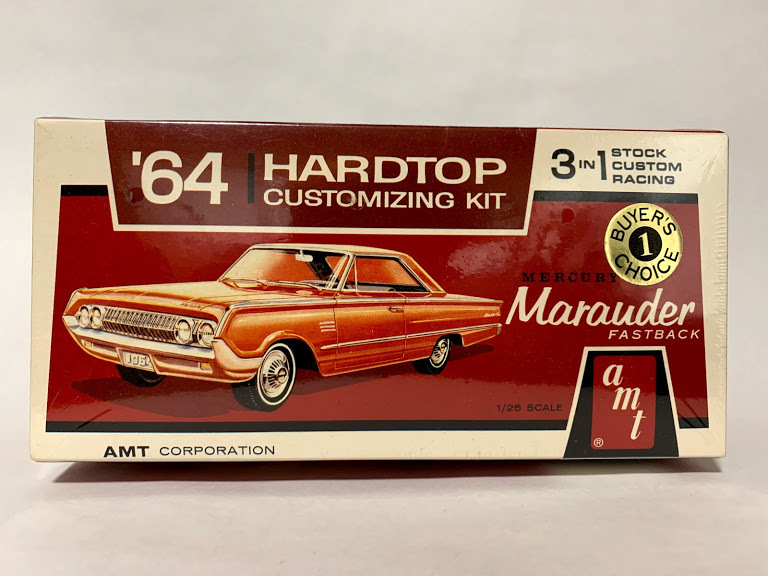 '64 HARDTOP
CUSTOMIZING KIT
3 IN 1 STOCK
CUSTOM
RACING
BUYER'S
1
CHOICE
MERCURY
Marauder
FASTBACK
1/25 SCALE
amt
®
AMT CORPORATION